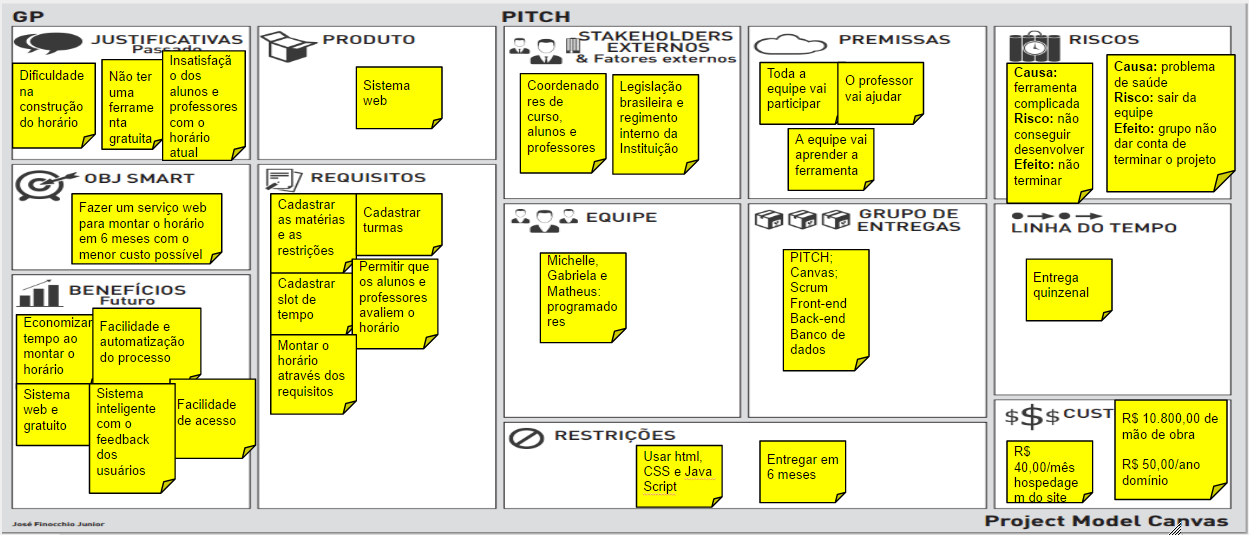 GP
PITCH
JUSTIFICATIVAS
Passado
Dificuldade
na
construção
do horário
Não ter
uma
ferrame
nta
gratuita
Insatisfaçã
o dos
alunos e
professores
com o
horário
atual
PRODUTO
Sistema
web
STAKEHOLDERS
EXTERNOS
& Fatores externos
Coordenado
res de
curso,
alunos e
professores
Legislação
brasileira e
regimento
interno da
Instituição
PREMISSAS
Toda a
equipe vai
participar
O professor
vai ajudar
A equipe vai
aprender a
ferramenta
RISCOS
Causa:
ferramenta
complicada
Risco: não
conseguir
desenvolver
Efeito: não
terminar
Causa: problema
de saúde
Risco: sair da
equipe
Efeito: grupo não
dar conta de
terminar o projeto
OBJ SMART
Fazer um serviço web
para montar o horário
em 6 meses com o
menor custo possível
REQUISITOS
Cadastrar
as matérias
e as
restrições
Cadastrar
turmas
Cadastrar
slot de
tempo
Permitir que
os alunos e
professores
avaliem o
horário
Montar o
horário
através dos
requisitos
EQUIPE
Michelle,
Gabriela e
Matheus:
programado
res
GRUPO DE
ENTREGAS
PITCH;
Canvas;
Scrum
Front-end
Back-end
Banco de
dados
LINHA DO TEMPO
Entrega
quinzenal
BENEFÍCIOS
Futuro
Economizar
tempo ao
montar o
horário
Facilidade e
automatização
do processo
Sistema
web e
gratuito
Sistema
inteligente
com o
feedback
dos
usuários
Facilidade
de acesso
RESTRIÇÕES
Usar html,
CSS e Java
Script
Entregar em
6 meses
$$$ CUST
R$
40,00/mês
hospedage
m do site
R$ 10.800,00 de
mão de obra
R$ 50,00/ano
domínio
José Finocchio Junior
Project Model Canvas